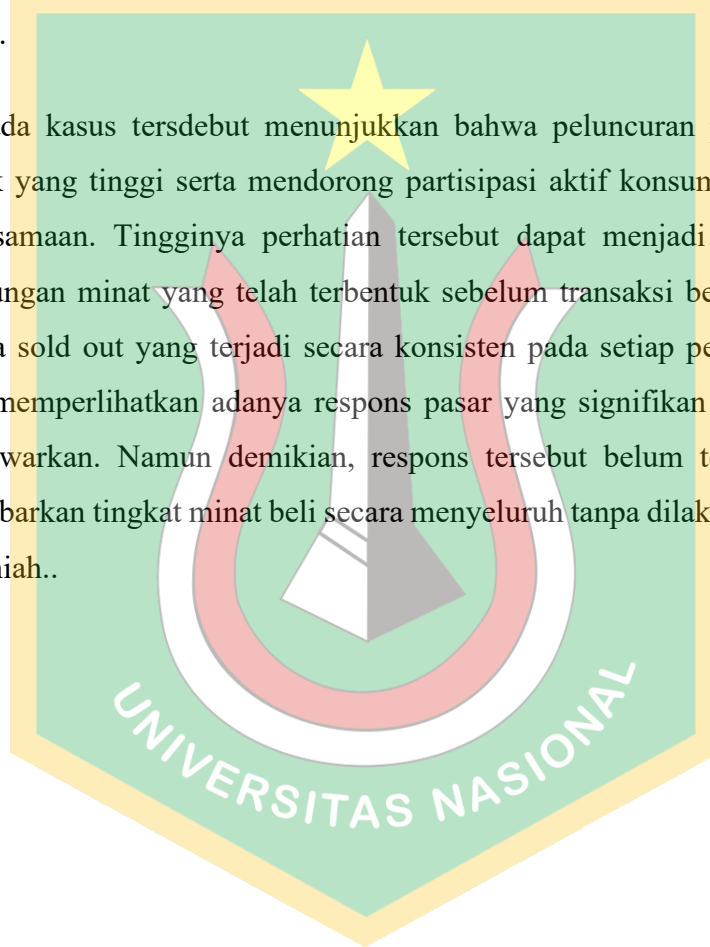 .
da kasus tersdebut menunjukkan bahwa peluncuran
yang tinggi serta mendorong partisipasi aktif konsum
samaan. Tingginya perhatian tersebut dapat menjadi
ungan minat yang telah terbentuk sebelum transaksi be
a sold out yang terjadi secara konsisten pada setiap pe
memperlihatkan adanya respons pasar yang signifikan
warkan. Namun demikian, respons tersebut belum t
barkan tingkat minat beli secara menyeluruh tanpa dilak
iah..
UNIVERSITAS NASIONAL